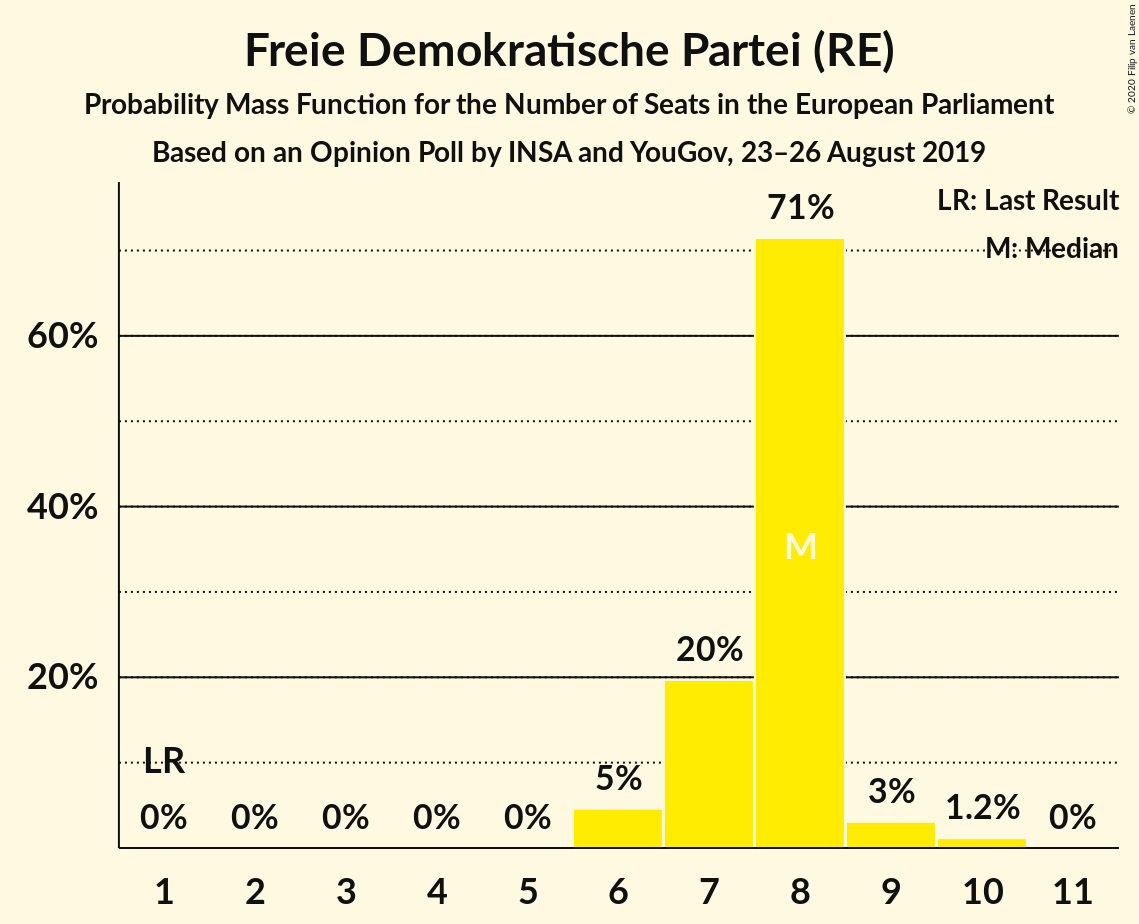 Freie Demokratische Partei (RE)
Probability Mass Function for the Number of Seats in the European Parliament
Based on an Opinion Poll by INSA and YouGov, 23–26 August 2019
© 2020 Filip van Laenen
LR: Last Result
M: Median
71%
60%
40%
M
20%
20%
LR
5%
3%
1.2%
0%
0%
0%
0%
0%
0%
1 2 3 4 5 6 7 8 9 10 11